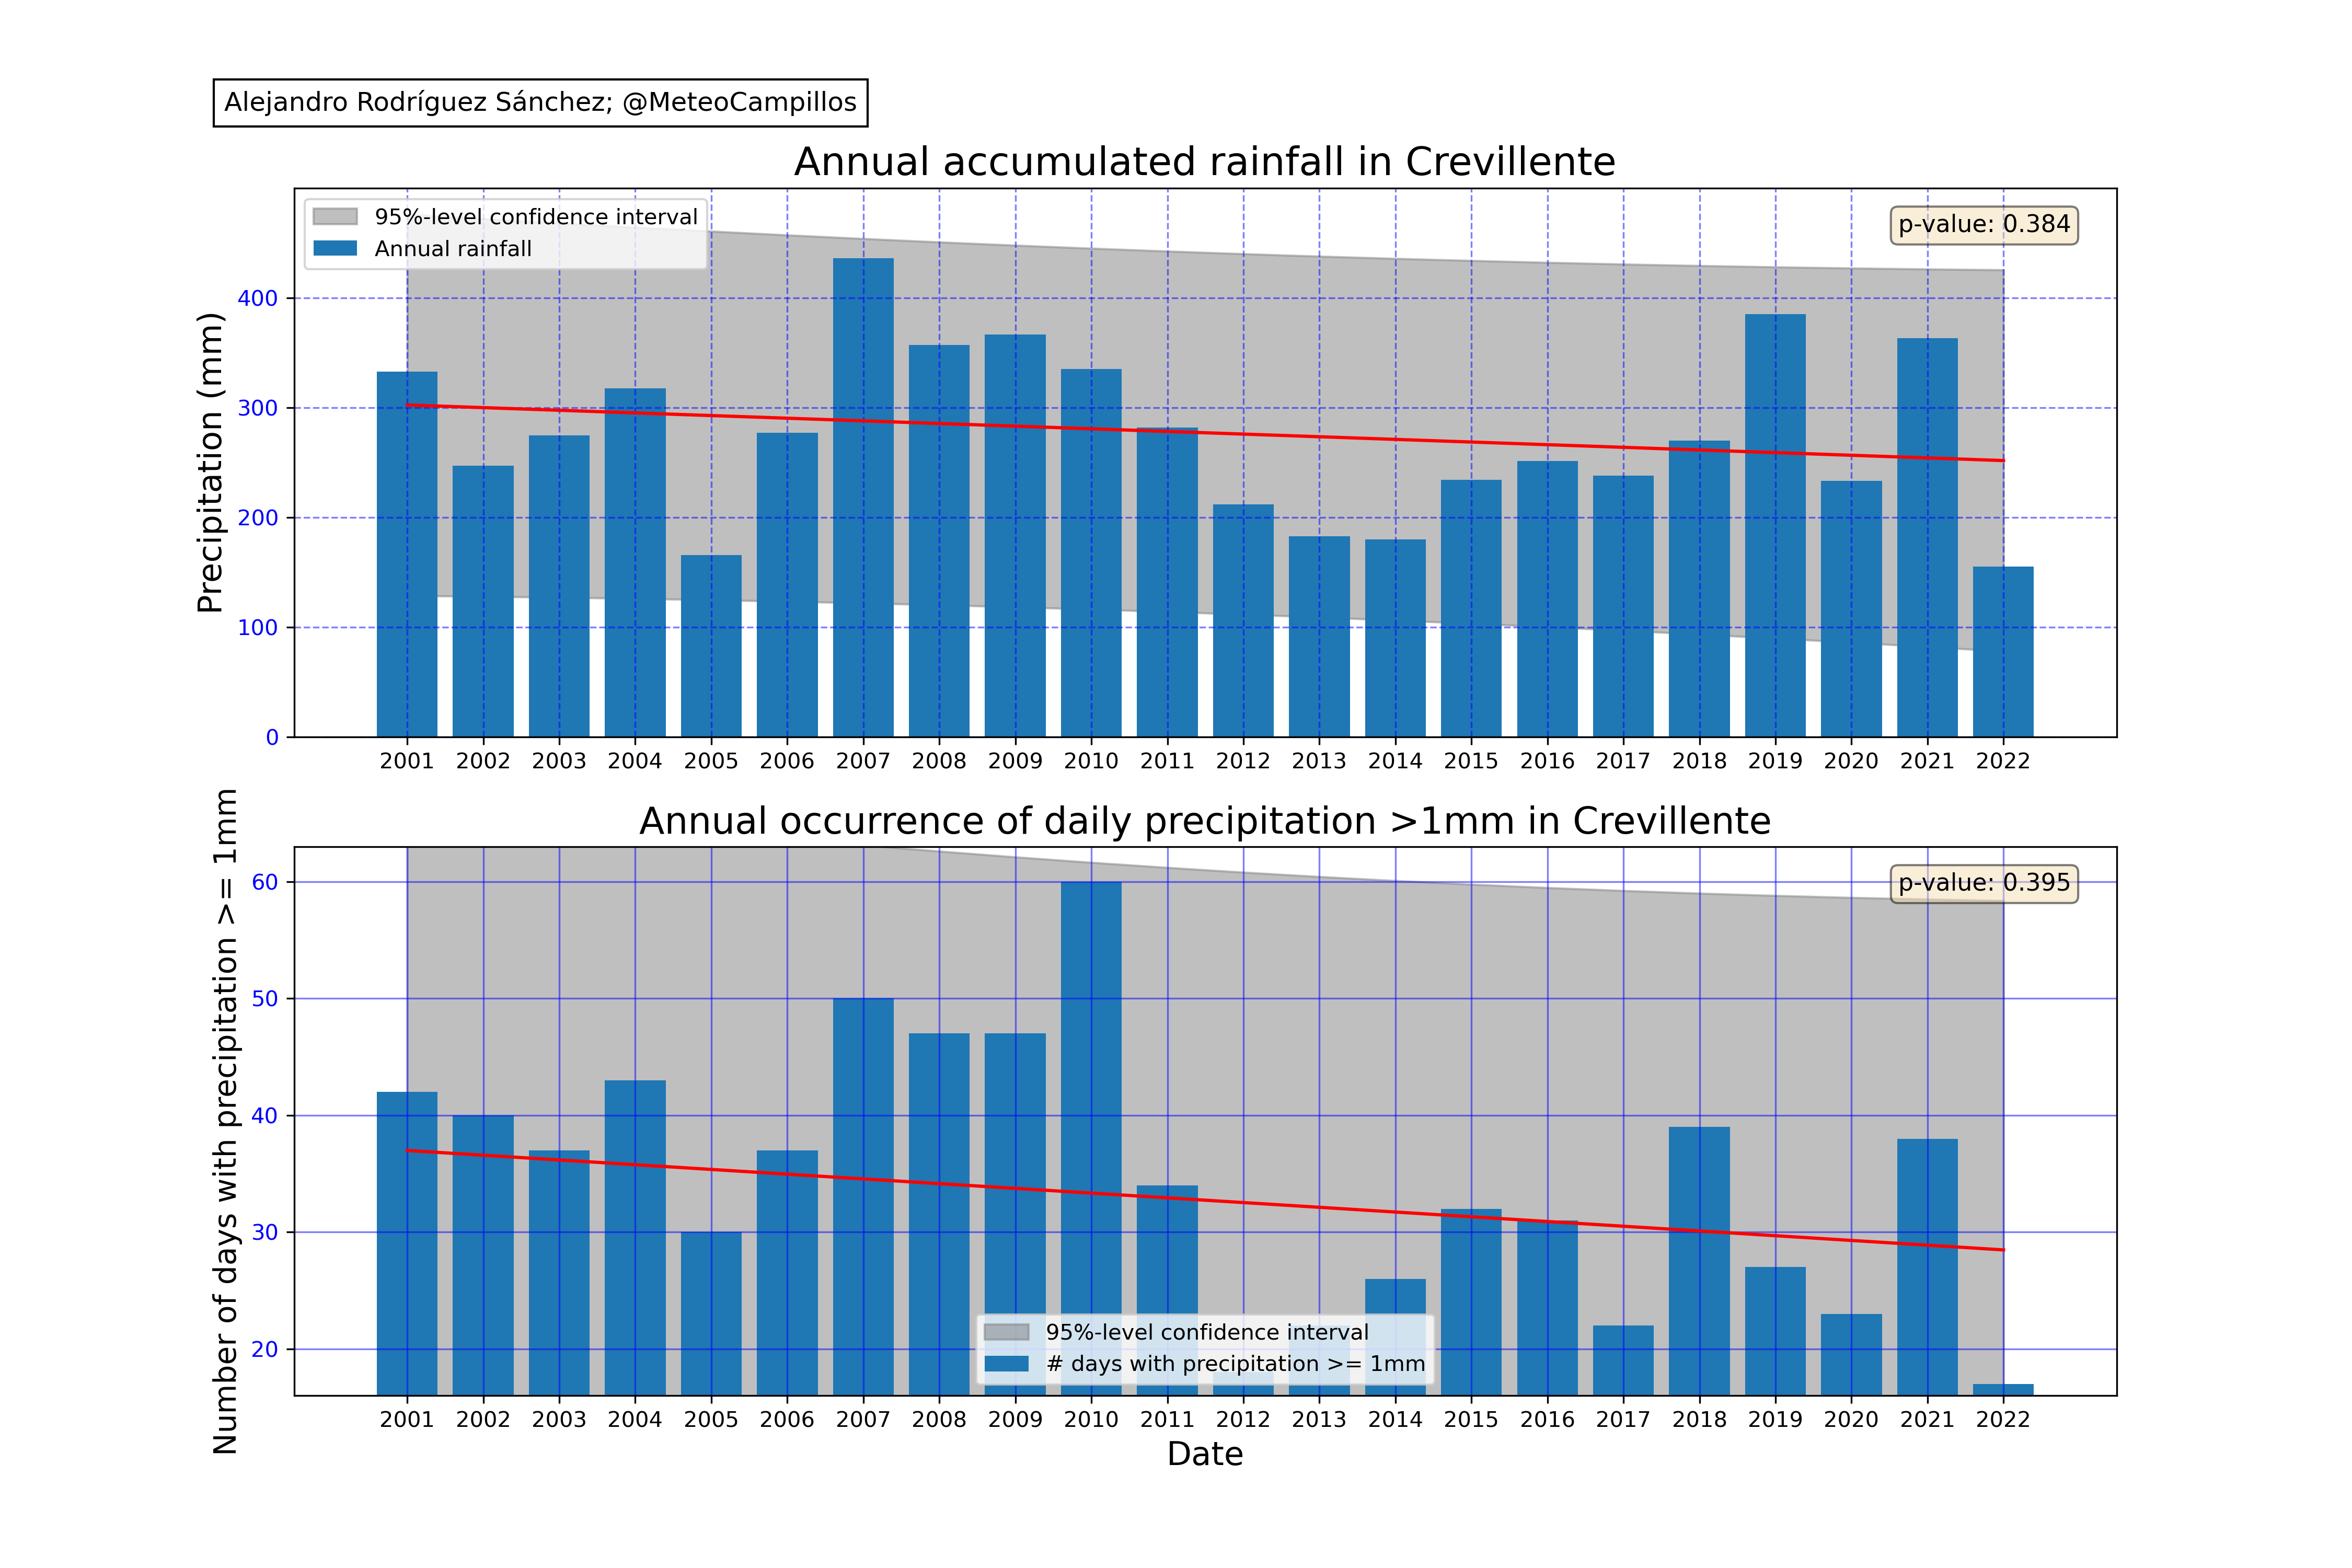 Alejandro Rodríguez Sánchez; @MeteoCampillos
Annual accumulated rainfall in Crevillente
95%-level confidence interval
Annual rainfall
p-value: 0.384
Precipitation (mm)
400
300
200
100
0
2001 2002 2003 2004 2005 2006 2007 2008 2009 2010 2011 2012 2013 2014 2015 2016 2017 2018 2019 2020 2021 2022
Annual occurrence of daily precipitation >1mm in Crevillente
p-value: 0.395
Number of days with precipitation >= 1mm
60
50
40
30
20
95%-level confidence interval
# days with precipitation >= 1mm
2001 2002 2003 2004 2005 2006 2007 2008 2009 2010 2011 2012 2013 2014 2015 2016 2017 2018 2019 2020 2021 2022
Date